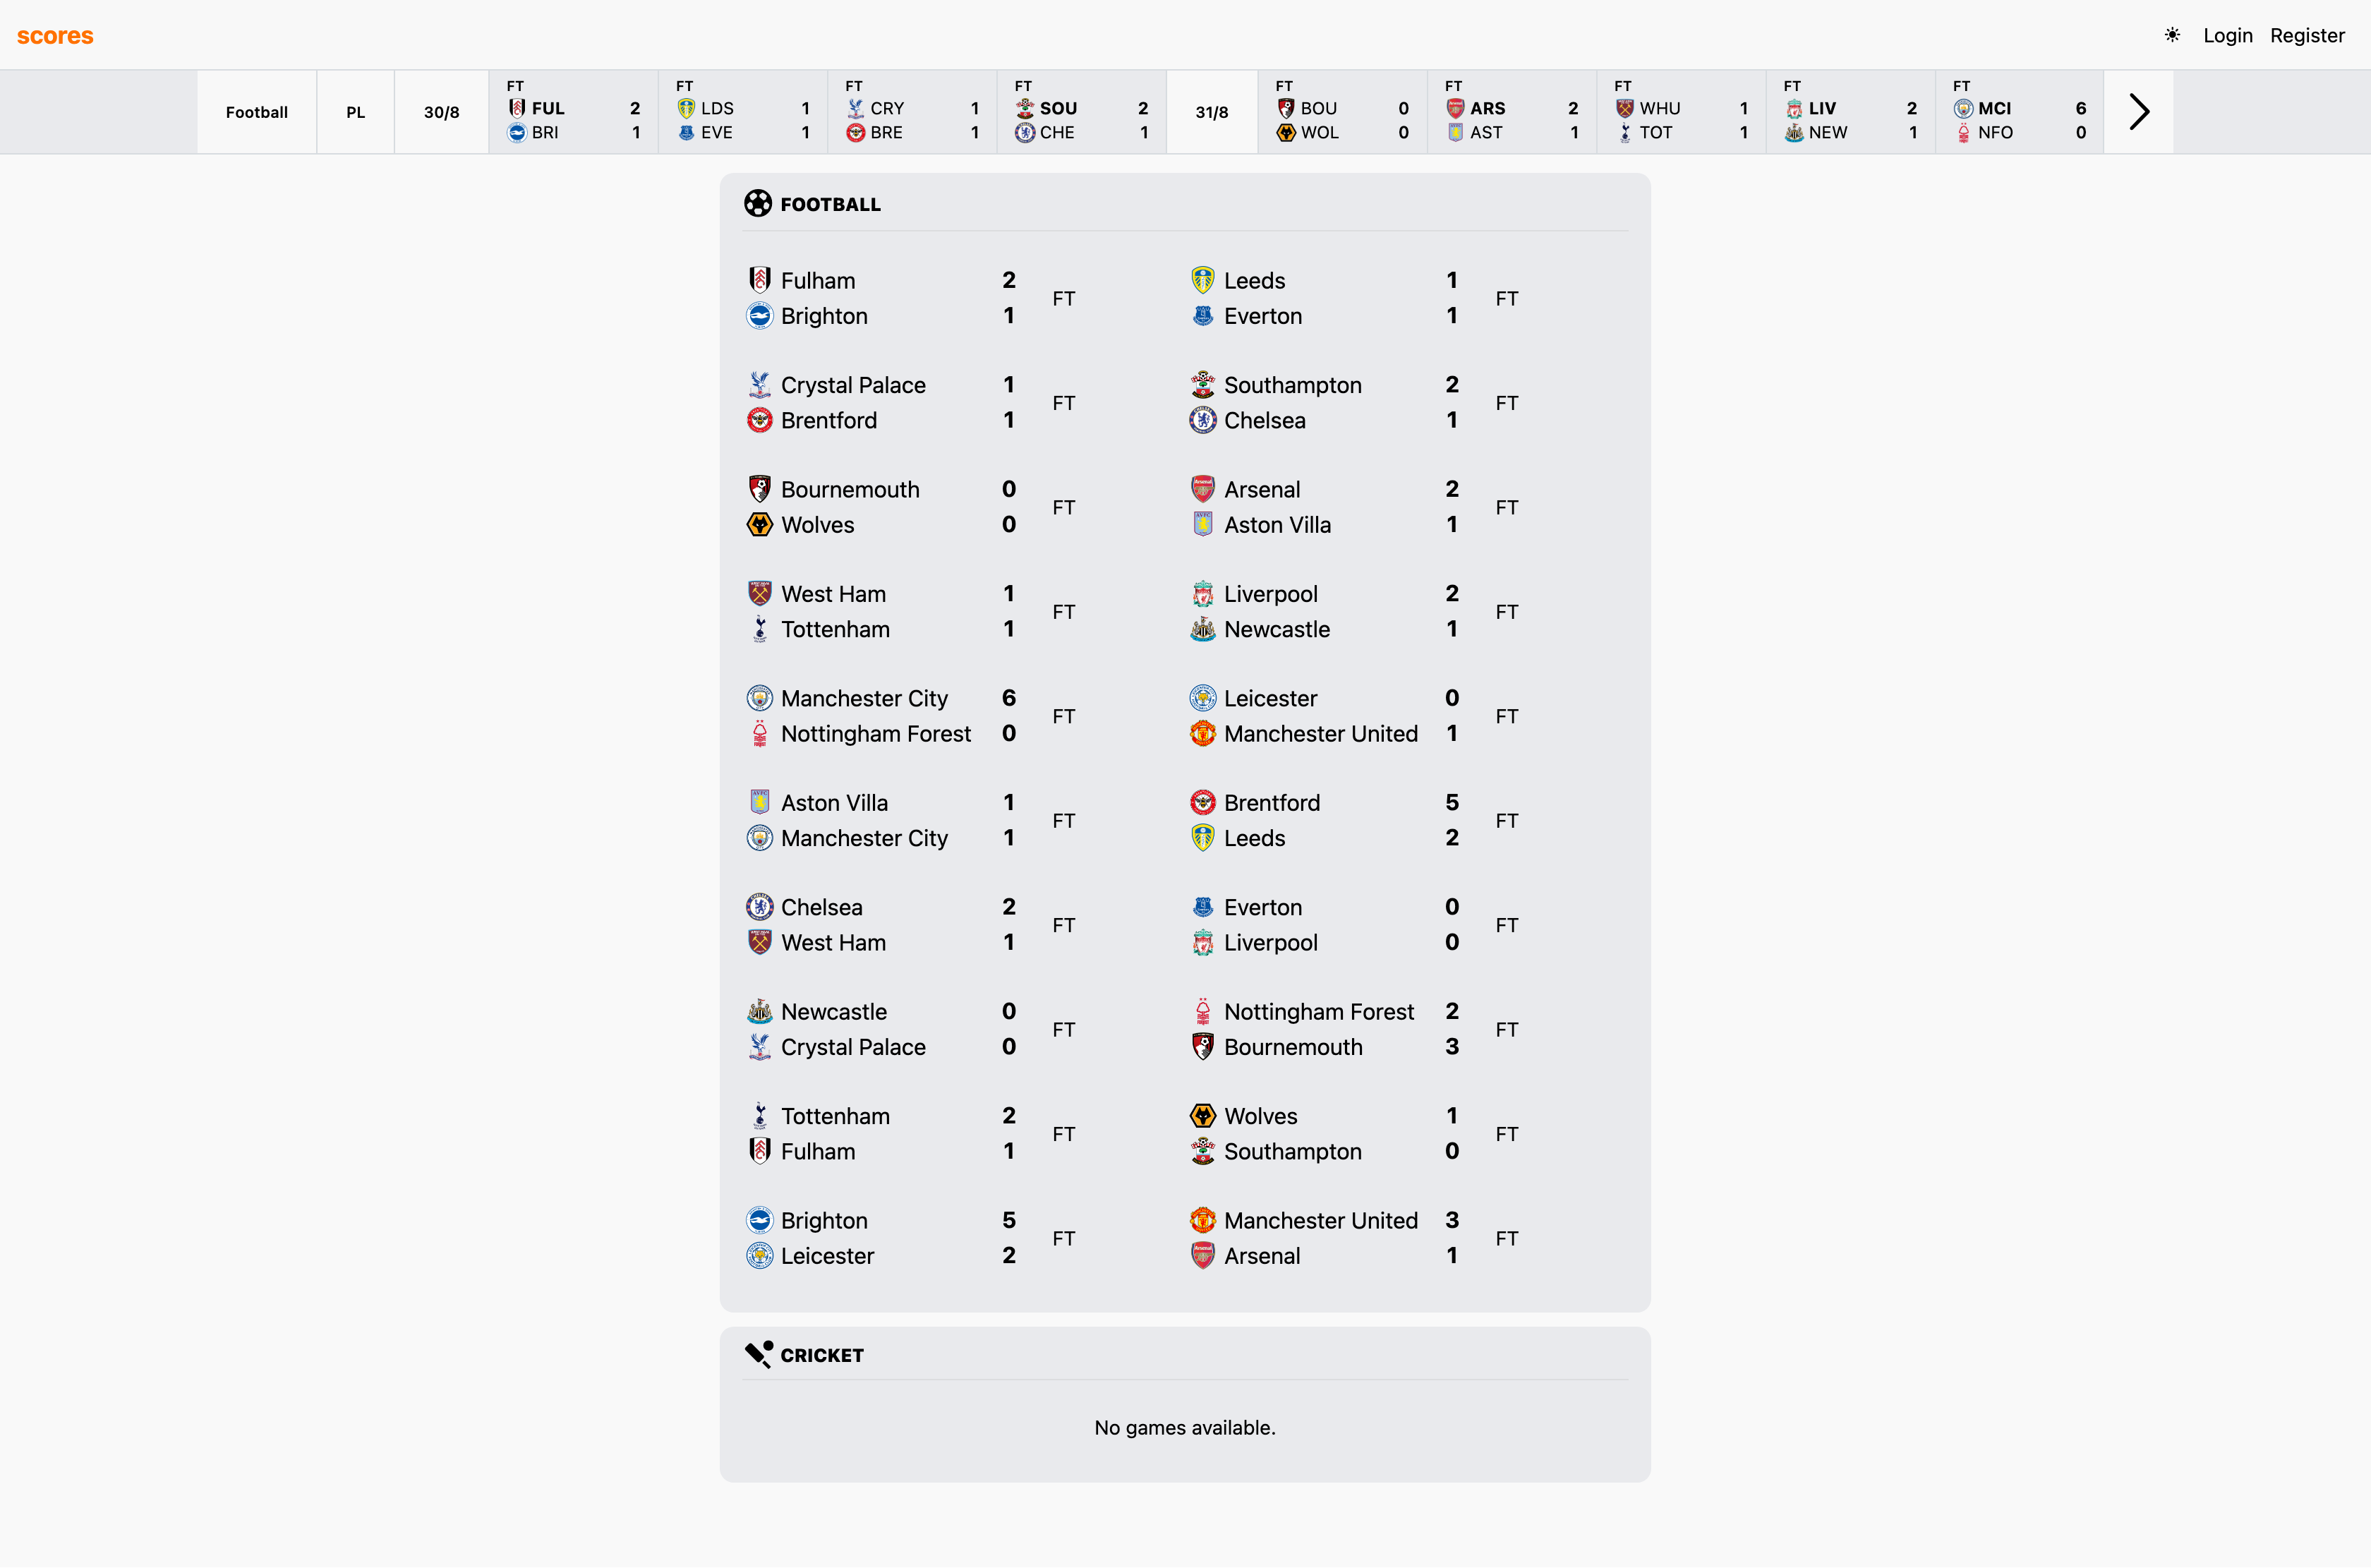 scores
Login Register
Football PL 30/8
FT
FUL 2
BRI 1
FT
LDS 1
EVE 1
FT
CRY 1
BRE 1
FT
SOU 2
CHE 1
31/8
FT
BOU 0
WOL 0
FT
ARS 2
AST 1
FT
WHU 1
TOT 1
FT
LIV 2
NEW 1
FT
MCI 6
NFO 0
FOOTBALL
Fulham 2
Brighton 1
FT
Leeds 1
Everton 1
FT
Crystal Palace 1
Brentford 1
FT
Southampton 2
Chelsea 1
FT
Bournemouth 0
Wolves 0
FT
Arsenal 2
Aston Villa 1
FT
West Ham 1
Tottenham 1
FT
Liverpool 2
Newcastle 1
FT
Manchester City 6
Nottingham Forest 0
FT
Leicester 0
Manchester United 1
FT
Aston Villa 1
Manchester City 1
FT
Brentford 5
Leeds 2
FT
Chelsea 2
West Ham 1
FT
Everton 0
Liverpool 0
FT
Newcastle 0
Crystal Palace 0
FT
Nottingham Forest 2
Bournemouth 3
FT
Tottenham 2
Fulham 1
FT
Wolves 1
Southampton 0
FT
Brighton 5
Leicester 2
FT
Manchester United 3
Arsenal 1
FT
CRICKET
No games available.